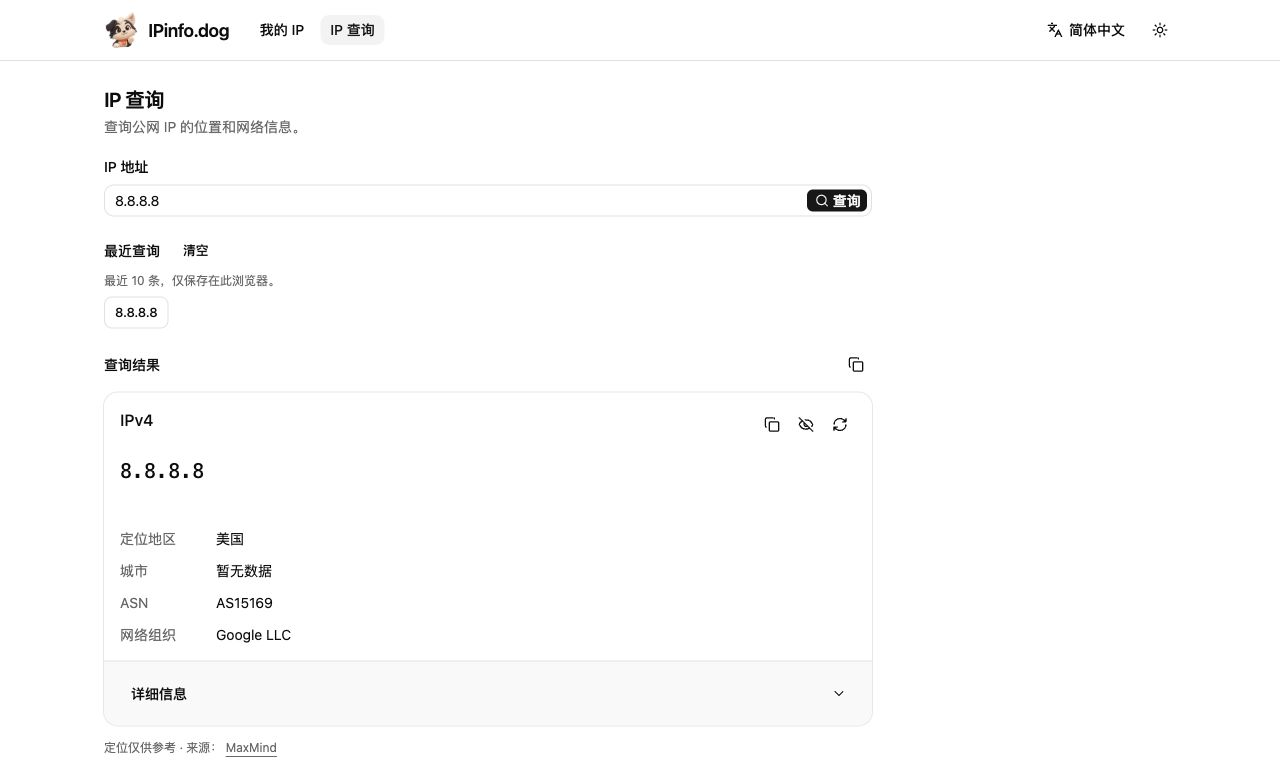 IPinfo.dog 我的 IP IP 查询 简体中文
IP 查询
查询公网 IP 的位置和网络信息。
IP 地址
8.8.8.8 查询
最近查询 清空
最近 10 条，仅保存在此浏览器。
8.8.8.8
查询结果
IPv4
8.8.8.8
定位地区 美国
城市 暂无数据
ASN AS15169
网络组织 Google LLC
详细信息
定位仅供参考 · 来源： MaxMind